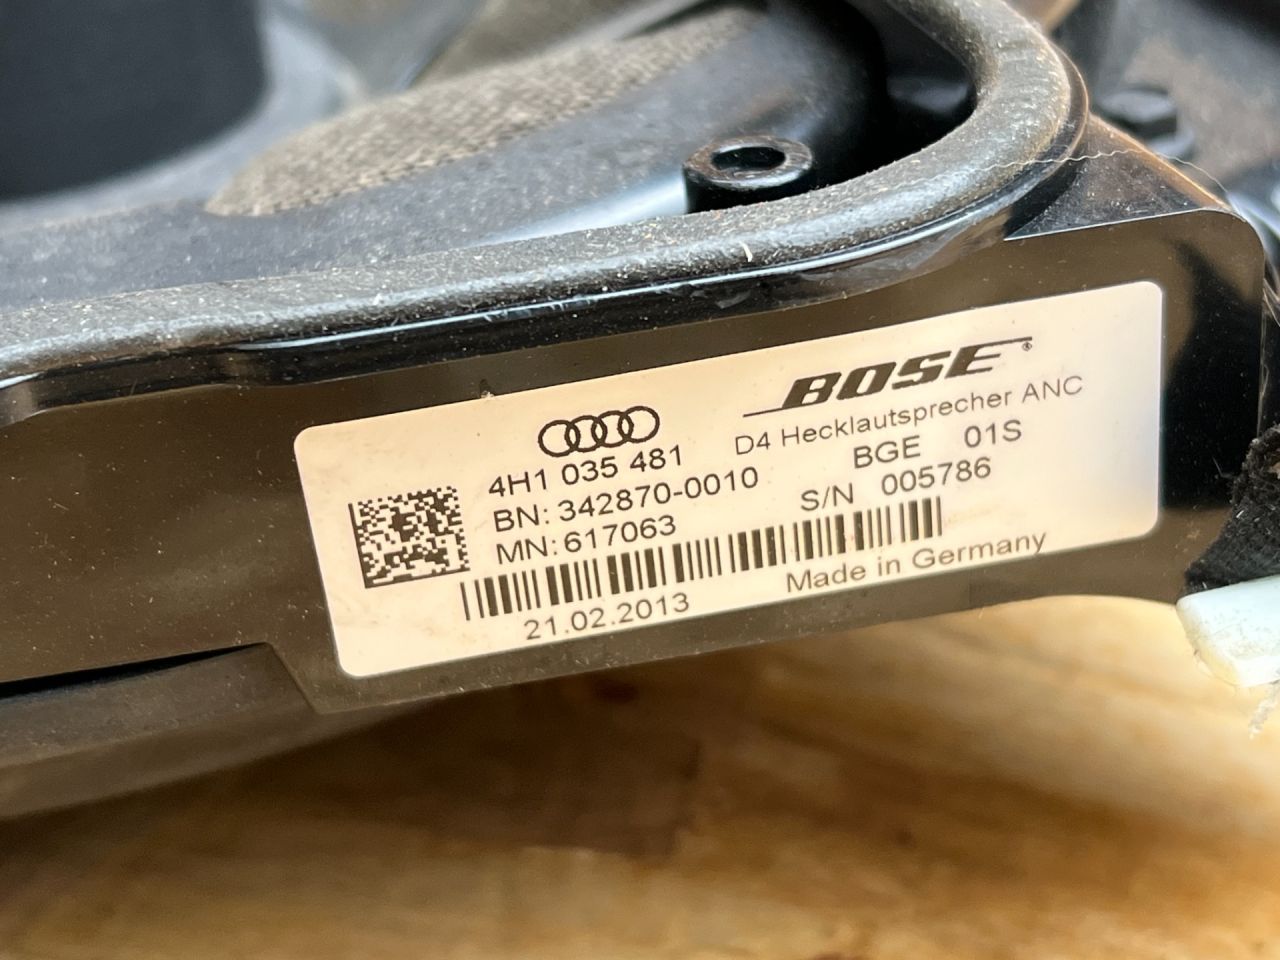 BOSE®
D4 Hecklautsprecher ANC
4H1 035 481
BGE 01S
BN: 342870-0010
S/N 005786
MN: 617063
21.02.2013
Made in Germany